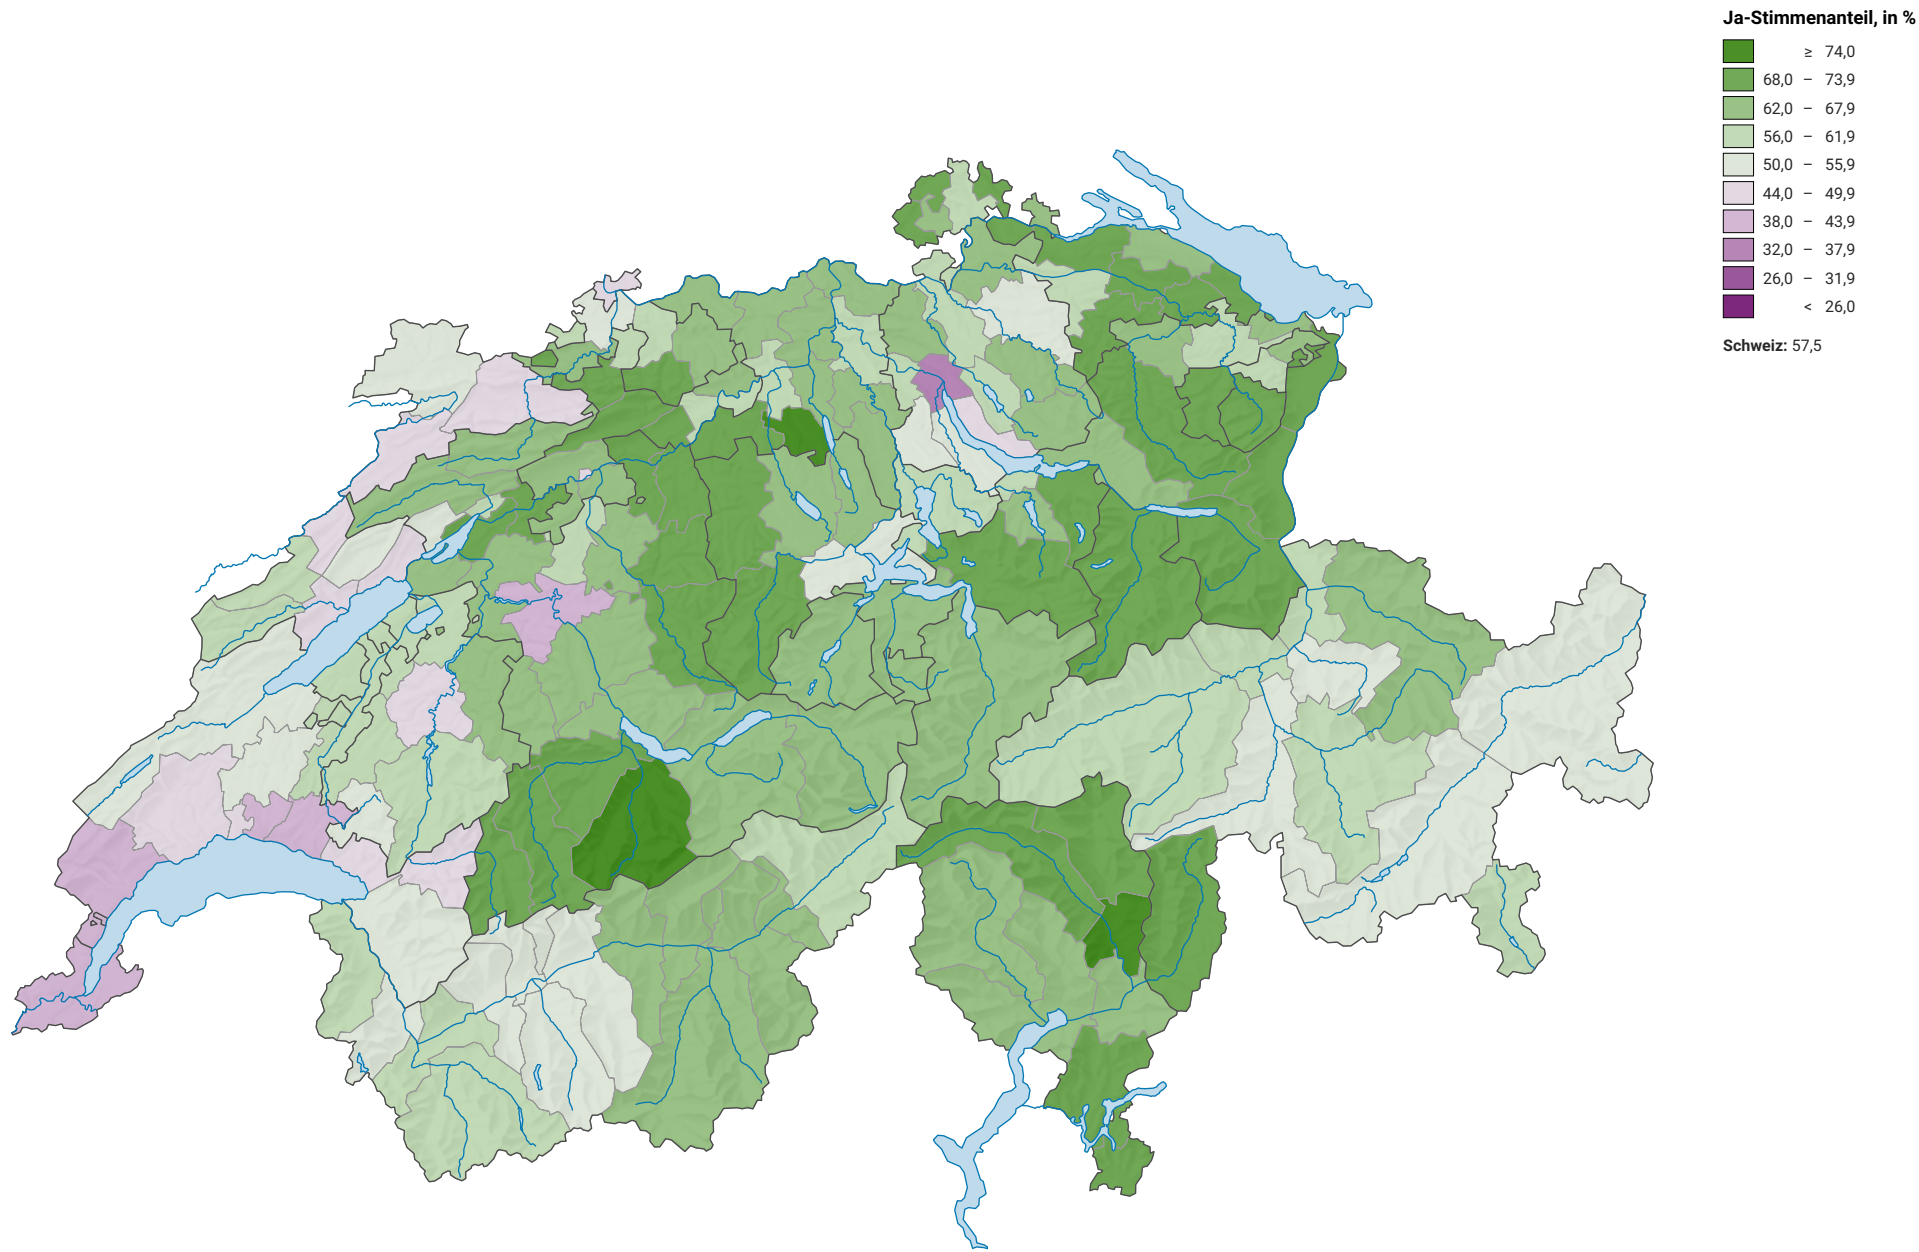 Ja-Stimmenanteil, in %
≥ 74,0
68,0 – 73,9
62,0 – 67,9
56,0 – 61,9
50,0 – 55,9
44,0 – 49,9
38,0 – 43,9
32,0 – 37,9
26,0 – 31,9
< 26,0
Schweiz: 57,5